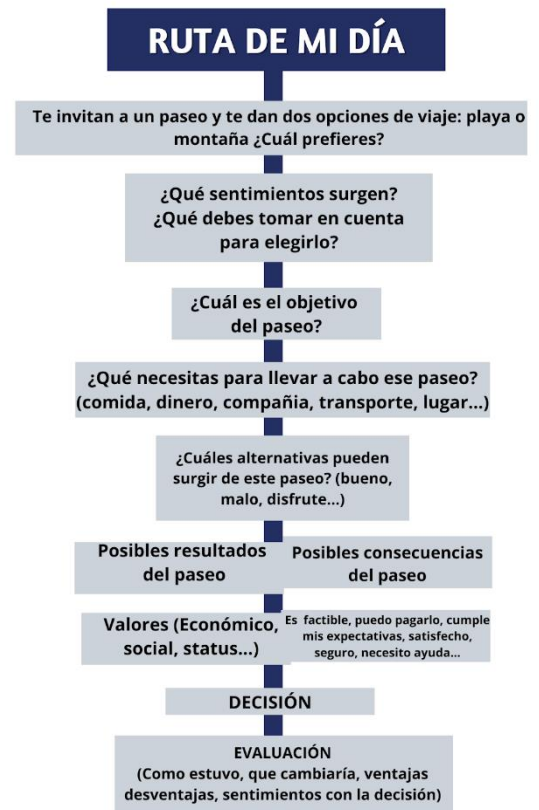 RUTA DE MI DÍA
Te invitan a un paseo y te dan dos opciones de viaje: playa o
montaña ¿Cuál prefieres?
¿Qué sentimientos surgen?
¿Qué debes tomar en cuenta
para elegirlo?
¿Cuál es el objetivo
del paseo?
¿Qué necesitas para llevar a cabo ese paseo?
(comida, dinero, compañia, transporte, lugar...)
¿Cuáles alternativas pueden
surgir de este paseo? (bueno,
malo, disfrute...)
Posibles resultados
del paseo
Posibles consecuencias
del paseo
Valores (Económico,
social, status...)
Es factible, puedo pagarlo, cumple
mis expectativas, satisfecho,
seguro, necesito ayuda...
DECISIÓN
EVALUACIÓN
(Como estuvo, que cambiaría, ventajas
desventajas, sentimientos con la decisión)